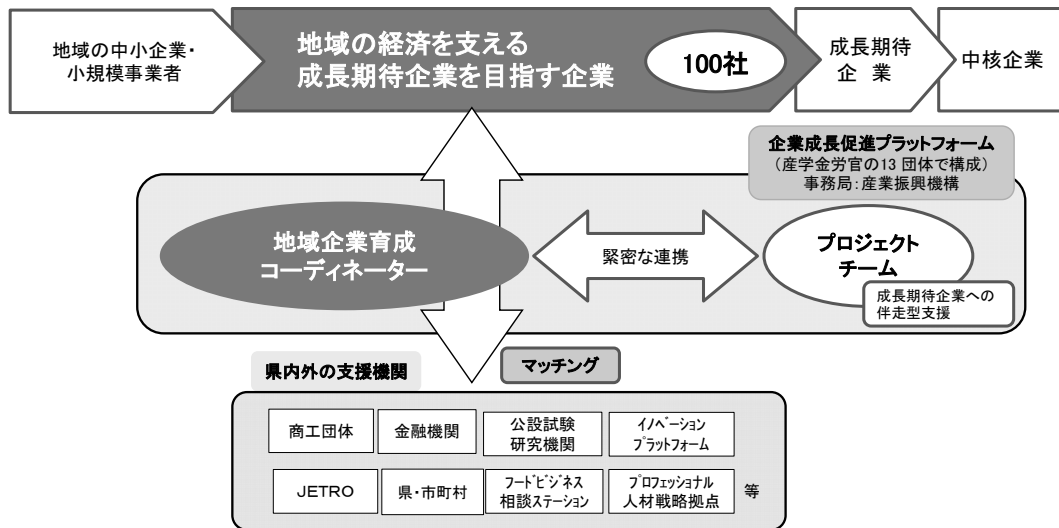 地域の中小企業・
小規模事業者
地域の経済を支える
成長期待企業を目指す企業
100社
成長期待
企 業
中核企業
企業成長促進プラットフォーム
（産学金労官の13 団体で構成）
事務局：産業振興機構
地域企業育成
コーディネーター
緊密な連携
プロジェクト
チーム
成長期待企業への
伴走型支援
県内外の支援機関
マッチング
商工団体
金融機関
公設試験
研究機関
ｲﾉﾍﾞｰｼｮﾝ
ﾌﾟﾗｯﾄﾌｫｰﾑ
ＪＥＴＲＯ
県・市町村
ﾌｰﾄﾞﾋﾞｼﾞﾈｽ
相談ステーション
ﾌﾟﾛﾌｪｯｼｮﾅﾙ
人材戦略拠点
等